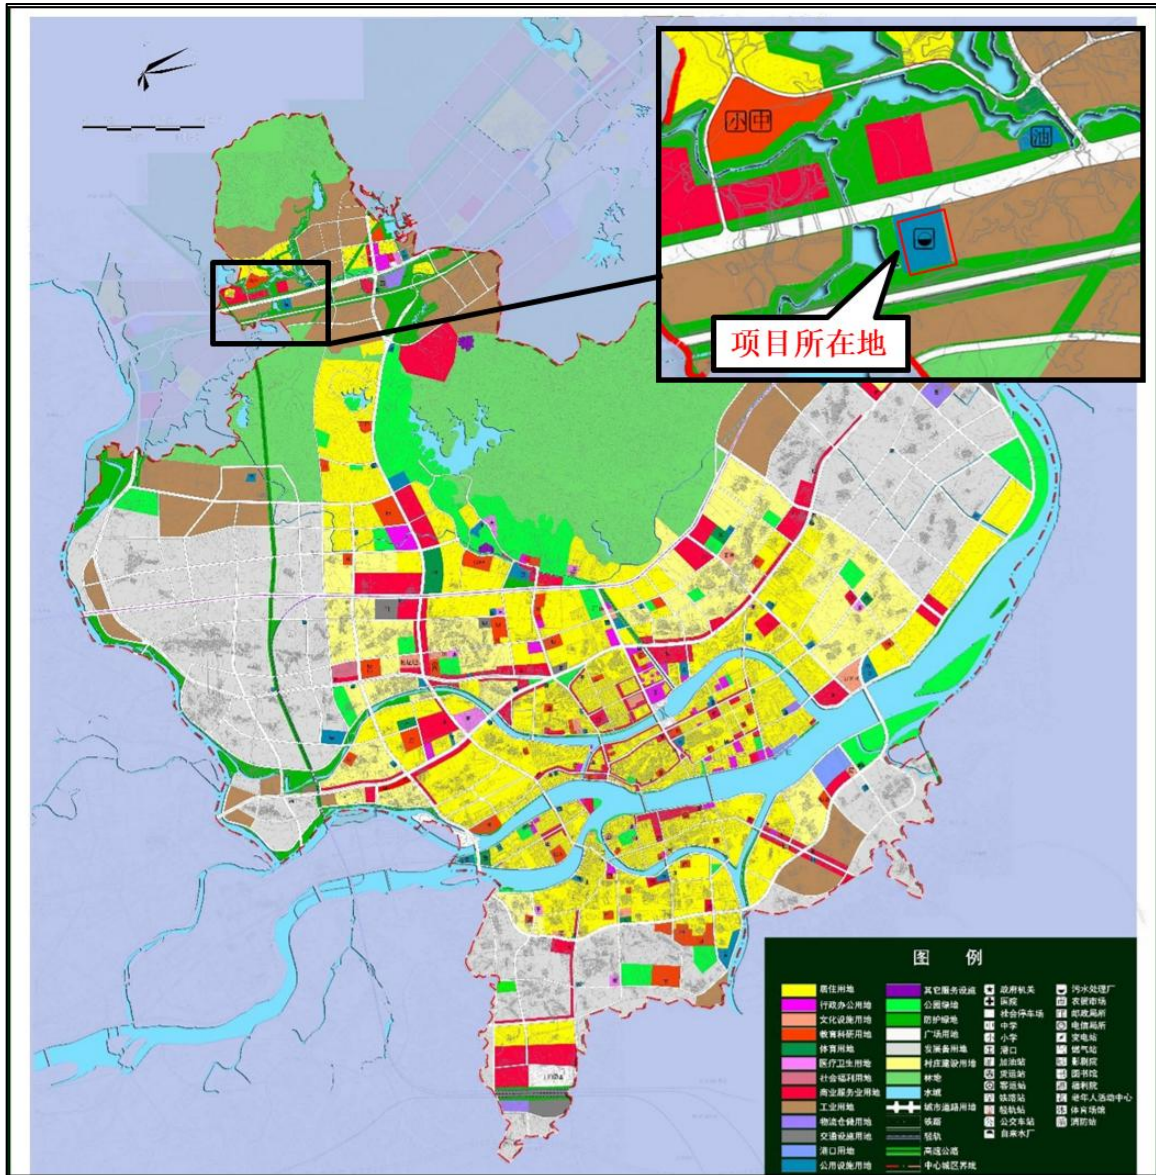 小 中
油
项目所在地
图 例
居住用地
行政办公用地
文化设施用地
教育科研用地
体育用地
医疗卫生用地
社会福利用地
商业服务业用地
工业用地
物流仓储用地
交通设施用地
港口用地
公用设施用地
其它服务设施
公园绿地
防护绿地
广场用地
发展备用地
村庄建设用地
林地
水域
城市道路用地
铁路
轻轨
高速公路
中心城区界线
政府机关
医院
社会停车场
中 中学
小 小学
港口
加油站
货运站
客运站
铁路站
轻轨站
公交车站
自来水厂
污水处理厂
农贸市场
邮政局所
电信局所
变电站
燃气站
影剧院
图书馆
福利院
老年人活动中心
体育场馆
消防站